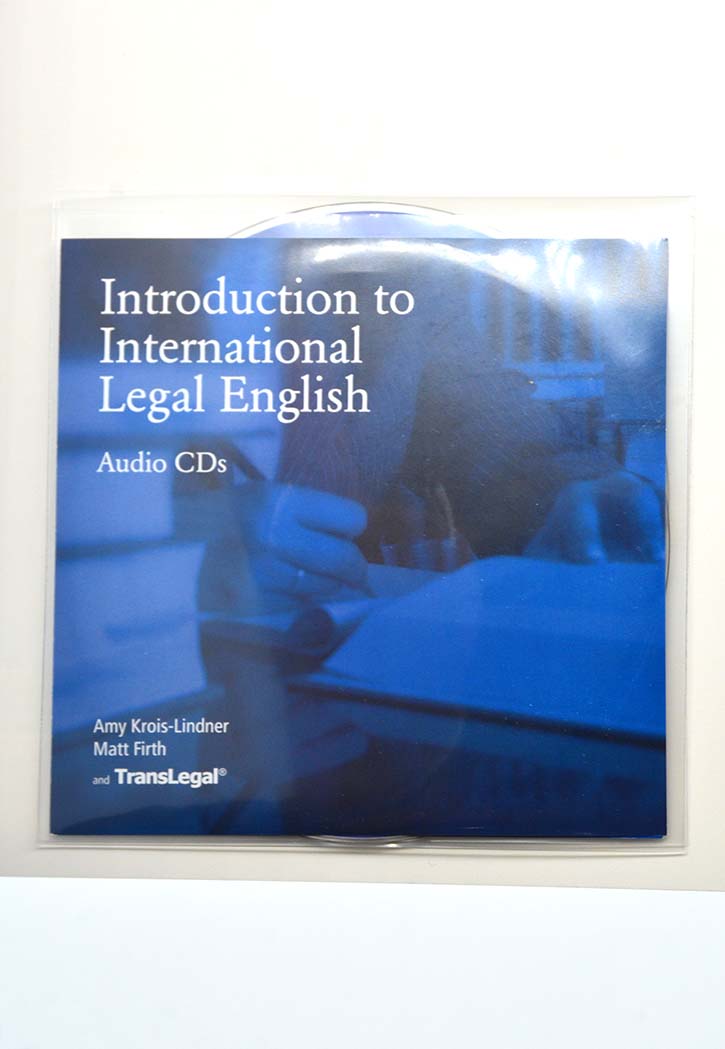 Introduction to
International
Legal English
Audio CDs
Amy Krois-Lindner
Matt Firth
and TransLegal®